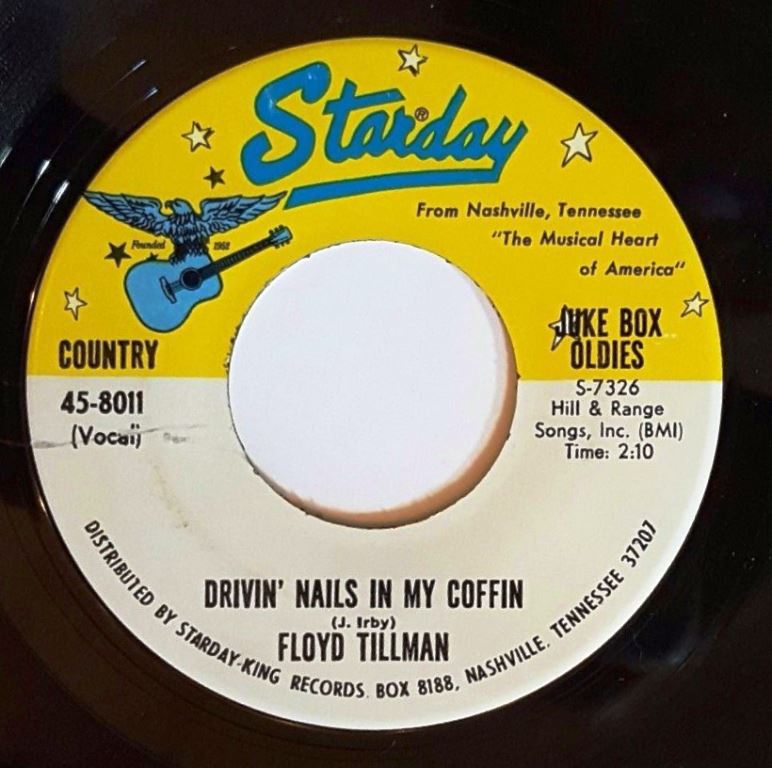 Starday®
From Nashville, Tennessee
"The Musical Heart
of America"
Founded 1952
JUKE BOX
OLDIES
COUNTRY
45-8011
(Vocal)
S-7326
Hill & Range
Songs, Inc. (BMI)
Time: 2:10
DRIVIN' NAILS IN MY COFFIN
(J. Irby)
FLOYD TILLMAN
DISTRIBUTED BY STARDAY-KING RECORDS. BOX 8188, NASHVILLE. TENNESSEE 37207